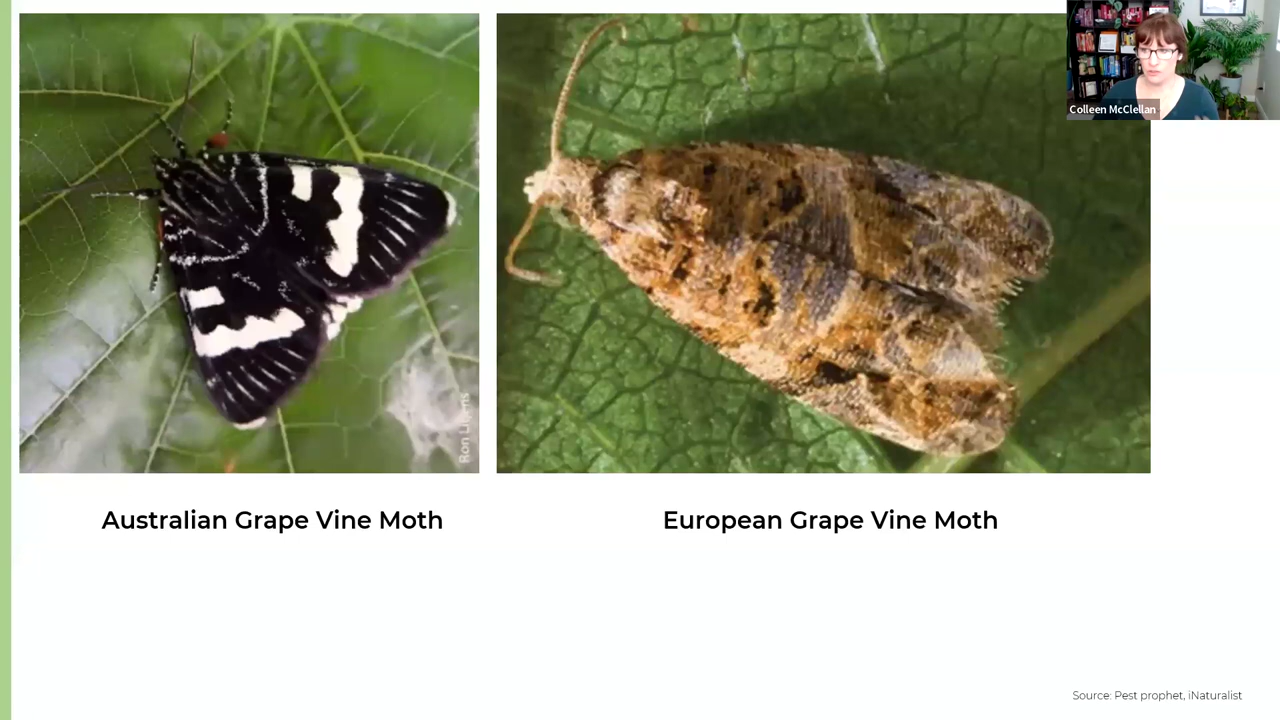 Colleen McClellan
Australian Grape Vine Moth
European Grape Vine Moth
Source: Pest prophet, iNaturalist